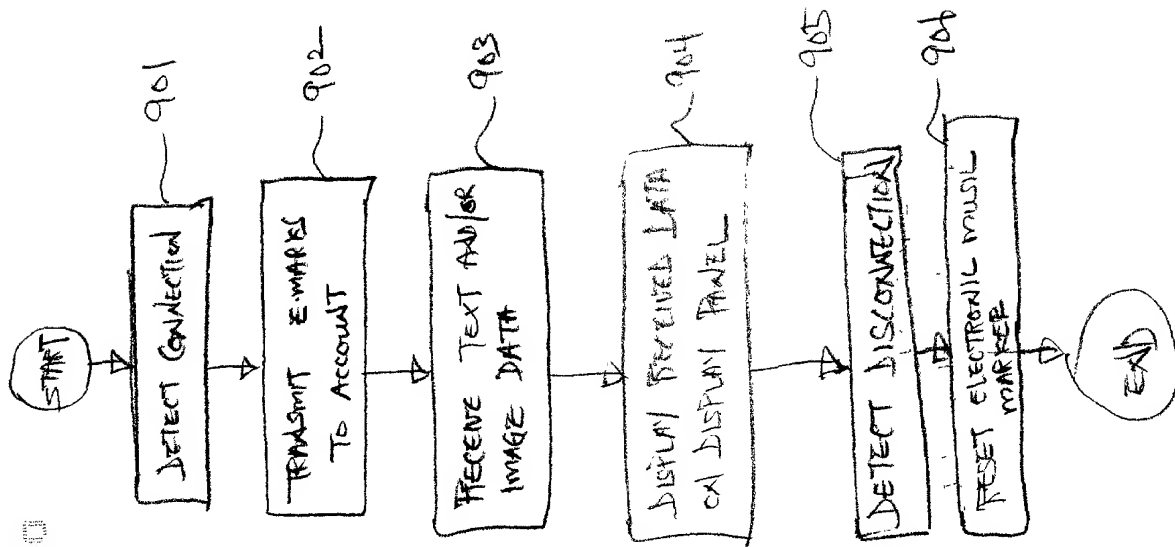 START
DETECT CONNECTION
901
TRANSMIT E-MARKS
TO ACCOUNT
902
RECEIVE TEXT AND/OR
IMAGE DATA
903
DISPLAY RECEIVED DATA
ON DISPLAY PANEL
904
DETECT DISCONNECTION
905
RESET ELECTRONIC MUSIC
MARKER
906
END